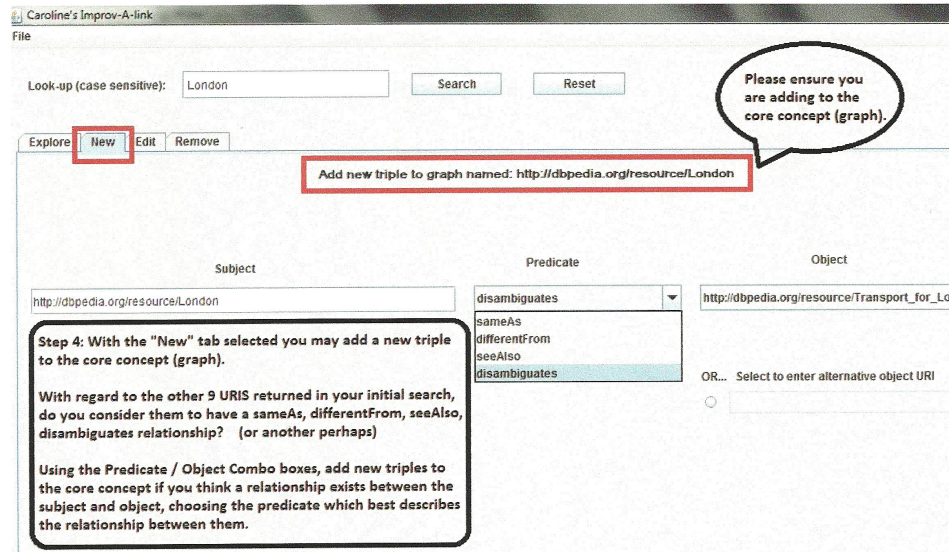 Caroline's Improv-A-link
File
Look-up (case sensitive):
London
Search
Reset
Please ensure you
are adding to the
core concept (graph).
Explore
New
Edit
Remove
Add new triple to graph named: http://dbpedia.org/resource/London
Subject
Predicate
Object
http://dbpedia.org/resource/London
disambiguates
http://dbpedia.org/resource/Transport_for_Lo
sameAs
differentFrom
seeAlso
disambiguates
OR... Select to enter alternative object URI
Step 4: With the "New" tab selected you may add a new triple
to the core concept (graph).
With regard to the other 9 URIS returned in your initial search,
do you consider them to have a sameAs, differentFrom, seeAlso,
disambiguates relationship? (or another perhaps)
Using the Predicate / Object Combo boxes, add new triples to
the core concept if you think a relationship exists between the
subject and object, choosing the predicate which best describes
the relationship between them.